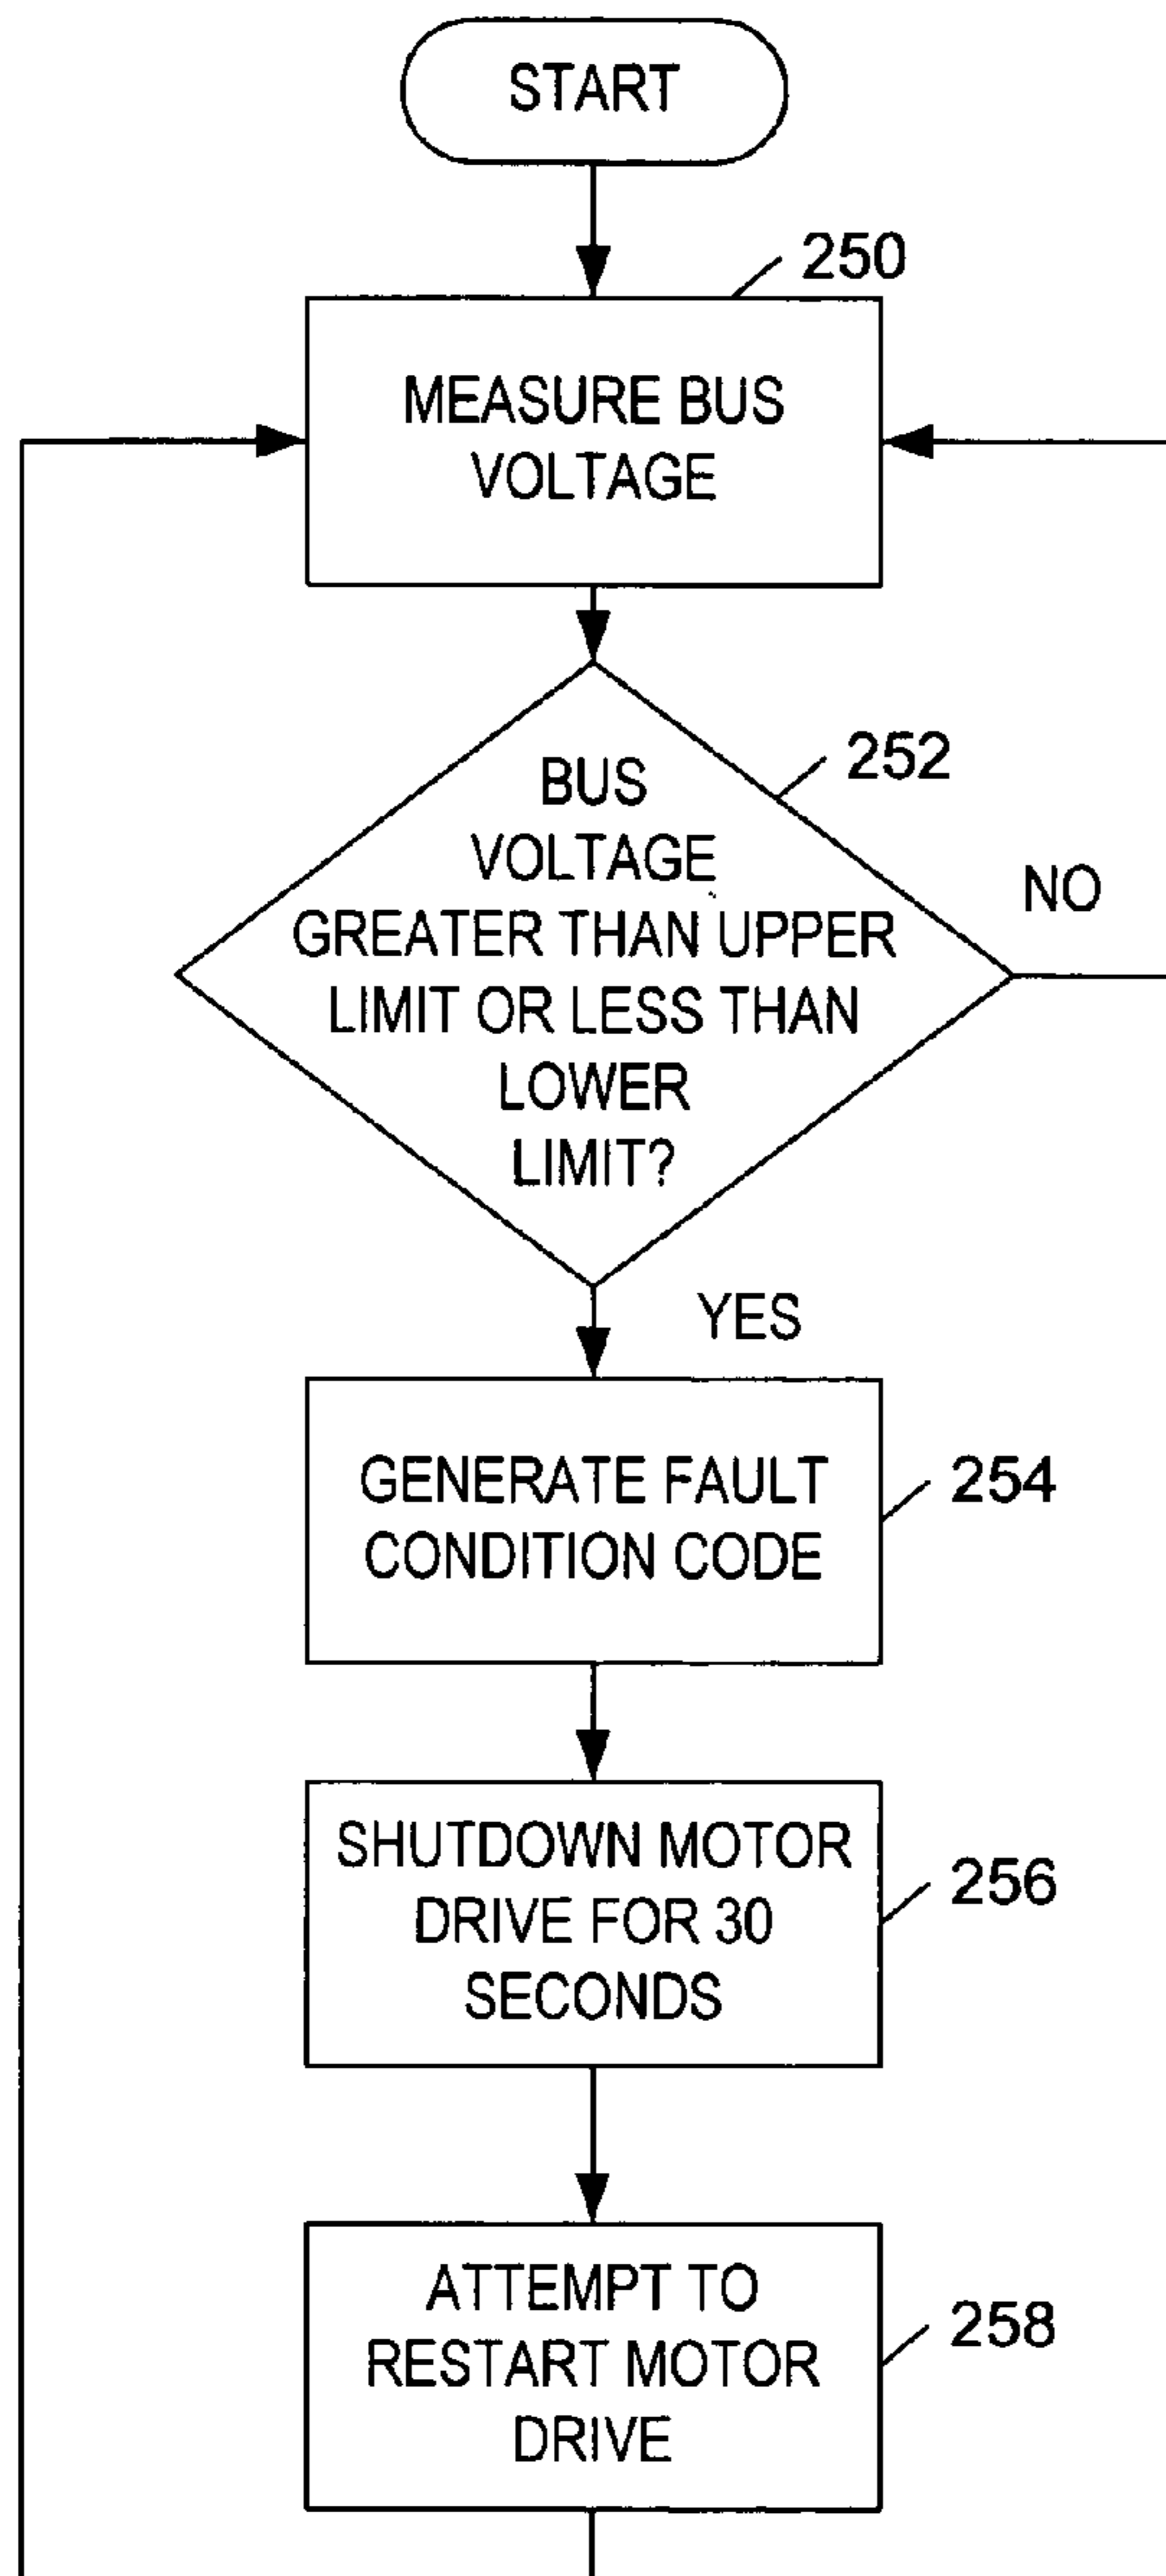 START
250
MEASURE BUS
VOLTAGE
252
BUS
VOLTAGE
GREATER THAN UPPER
LIMIT OR LESS THAN
LOWER
LIMIT?
NO
YES
GENERATE FAULT
CONDITION CODE
254
SHUTDOWN MOTOR
DRIVE FOR 30
SECONDS
256
ATTEMPT TO
RESTART MOTOR
DRIVE
258